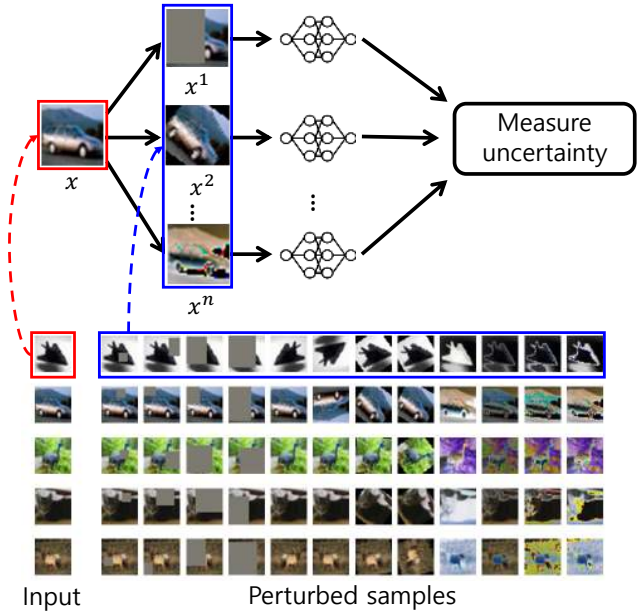 x
x¹
x²
⋮
xⁿ
⋮
Measure
uncertainty
Input
Perturbed samples